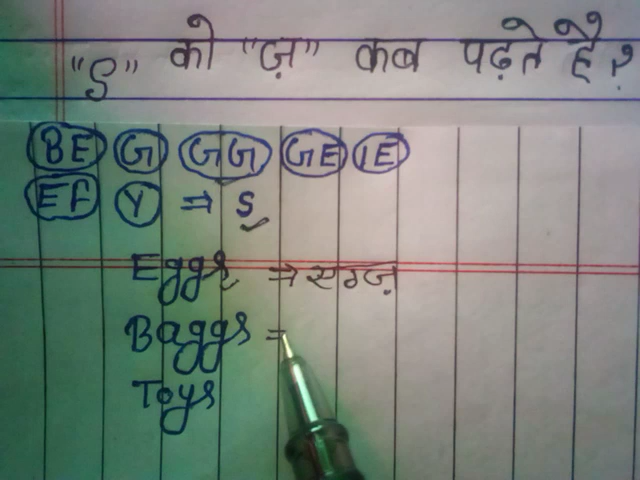 "S" को "ज़" कब पढ़ते है ?
BE G GG GE IE
EF Y ⇒ S
Eggs ⇒ एग्ज़
Baggs =
Toys